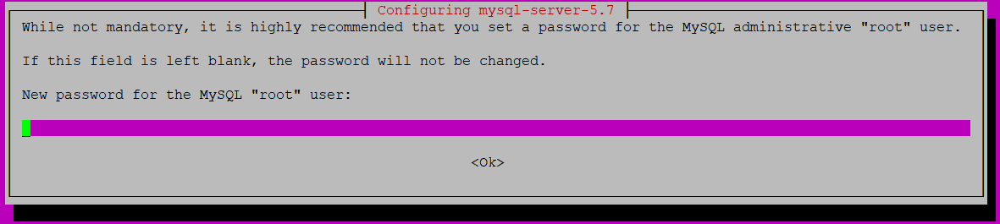 Configuring mysql-server-5.7
While not mandatory, it is highly recommended that you set a password for the MySQL administrative "root" user.
If this field is left blank, the password will not be changed.
New password for the MySQL "root" user:
<Ok>